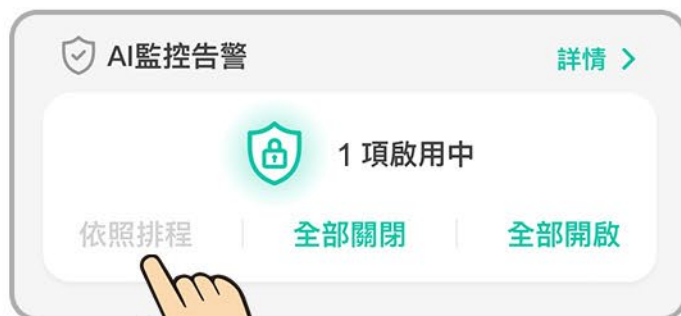 AI監控告警
詳情
1 項啟用中
依照排程
全部關閉
全部開啟